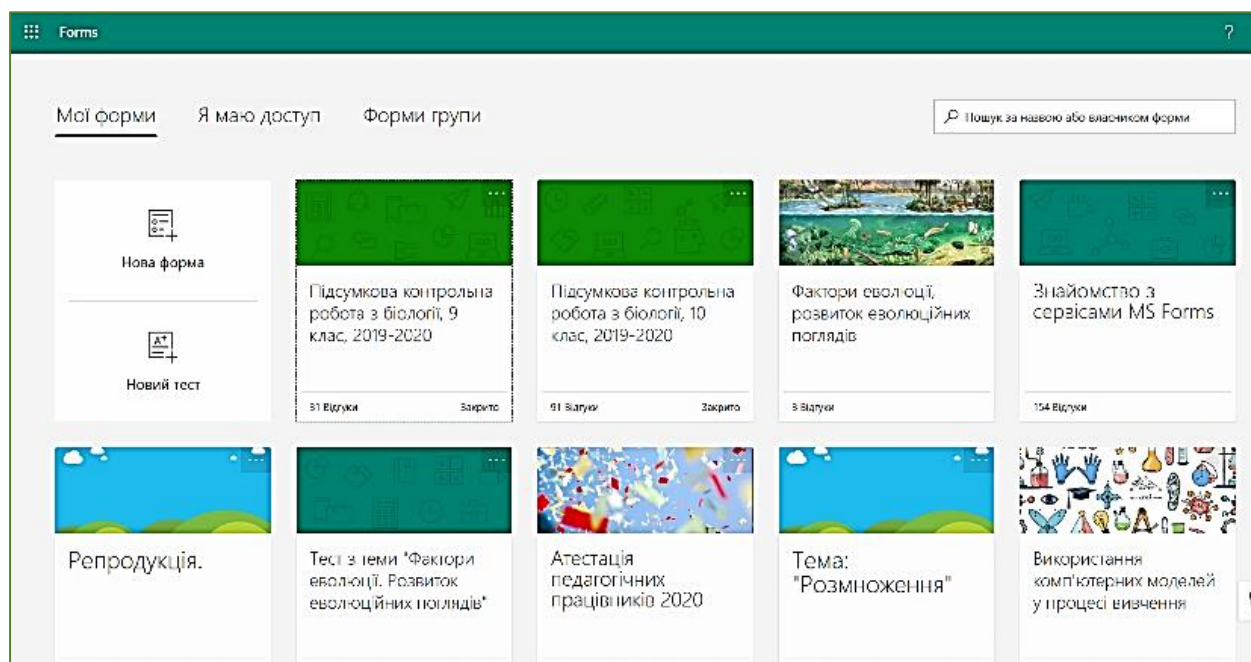 Forms
?
Мої форми
Я маю доступ
Форми групи
Пошук за назвою або власником форми
Нова форма
Новий тест
Підсумкова контрольна
робота з біології, 9
клас, 2019-2020
31 Відгуки
Закрито
Підсумкова контрольна
робота з біології, 10
клас, 2019-2020
91 Відгуки
Закрито
Фактори еволюції,
розвиток еволюційних
поглядів
3 Відгуки
Знайомство з
сервісами MS Forms
154 Відгуки
Репродукція.
Тест з теми "Фактори
еволюції. Розвиток
еволюційних поглядів"
Атестація
педагогічних
працівників 2020
Тема:
"Розмноження"
Використання
комп'ютерних моделей
у процесі вивчення